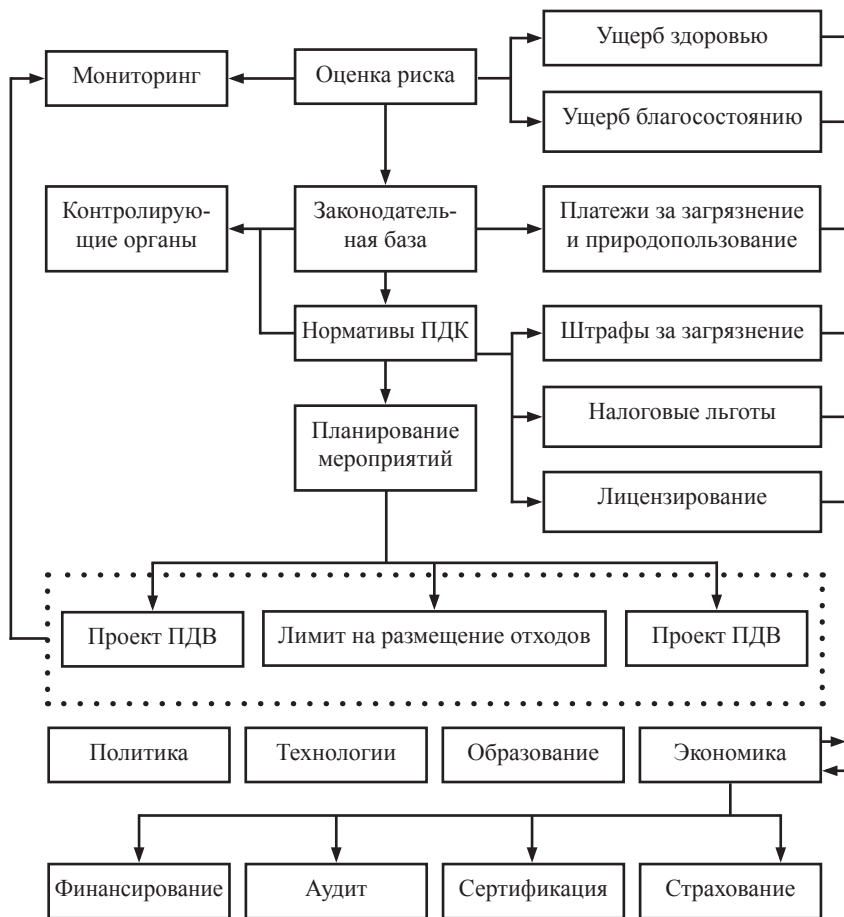 Мониторинг
Оценка риска
Ущерб здоровью
Ущерб благосостоянию
Контролирую-
щие органы
Законодатель-
ная база
Платежи за загрязнение
и природопользование
Нормативы ПДК
Штрафы за загрязнение
Планирование
мероприятий
Налоговые льготы
Лицензирование
Проект ПДВ
Лимит на размещение отходов
Проект ПДВ
Политика
Технологии
Образование
Экономика
Финансирование
Аудит
Сертификация
Страхование